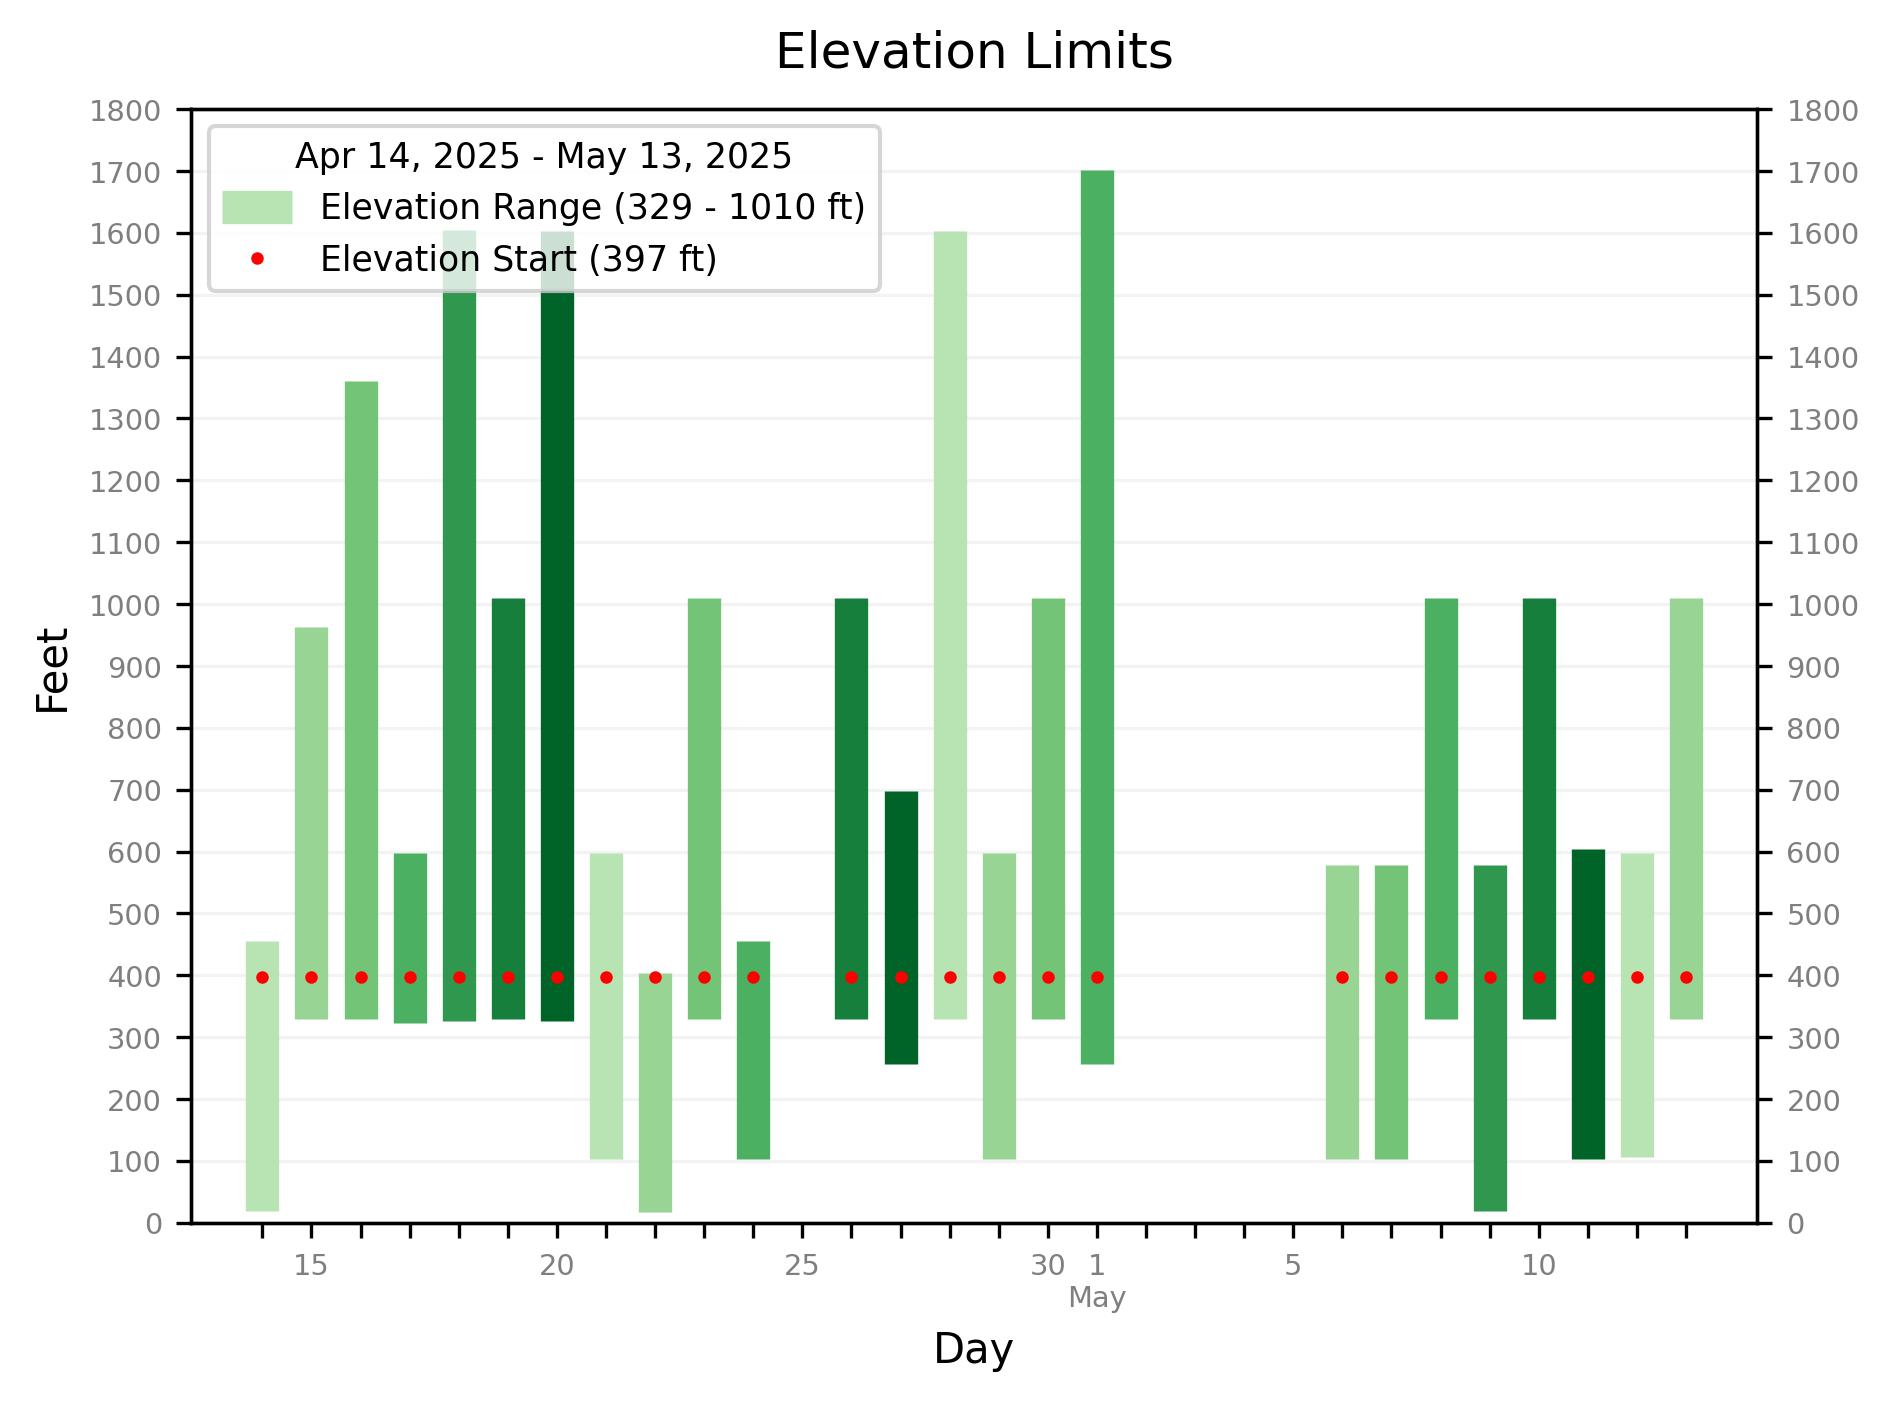 Elevation Limits
Apr 14, 2025 - May 13, 2025
Elevation Range (329 - 1010 ft)
Elevation Start (397 ft)
1800 1800
1700 1700
1600 1600
1500 1500
1400 1400
1300 1300
1200 1200
1100 1100
1000 1000
900 900
800 800
700 700
600 600
500 500
400 400
300 300
200 200
100 100
0 0
Feet
15 20 25 30 1 5 10
May
Day